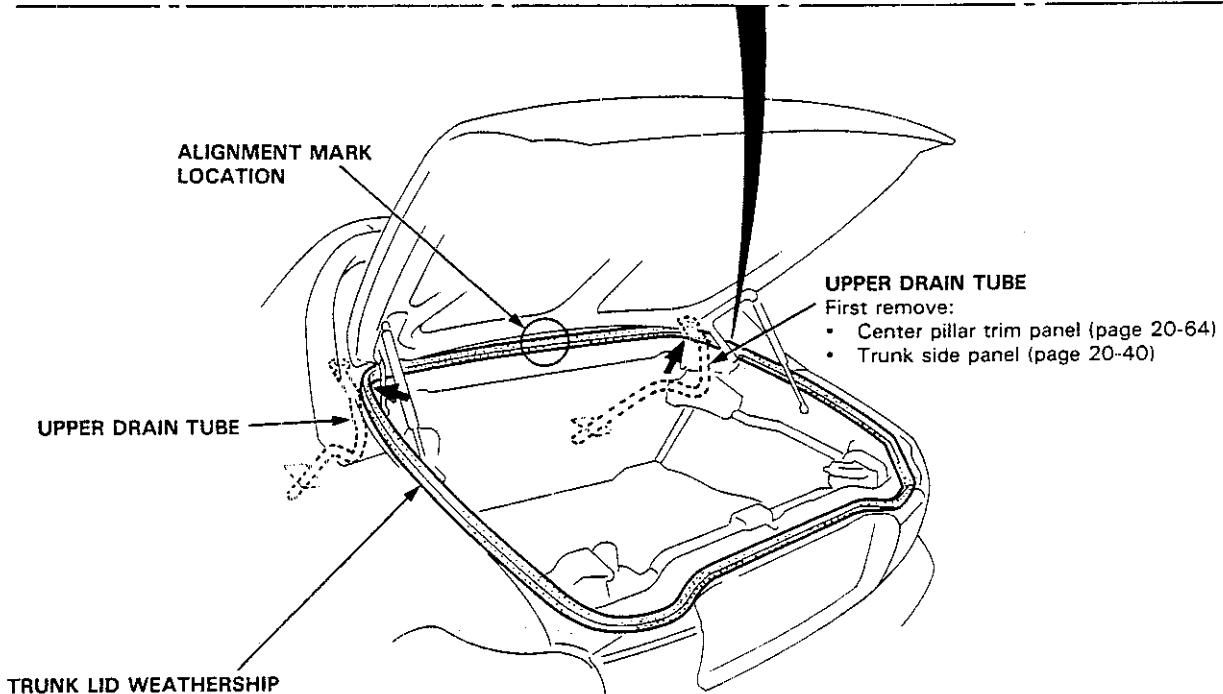 ALIGNMENT MARK
LOCATION
UPPER DRAIN TUBE
First remove:
• Center pillar trim panel (page 20-64)
• Trunk side panel (page 20-40)
UPPER DRAIN TUBE
TRUNK LID WEATHERSHIP